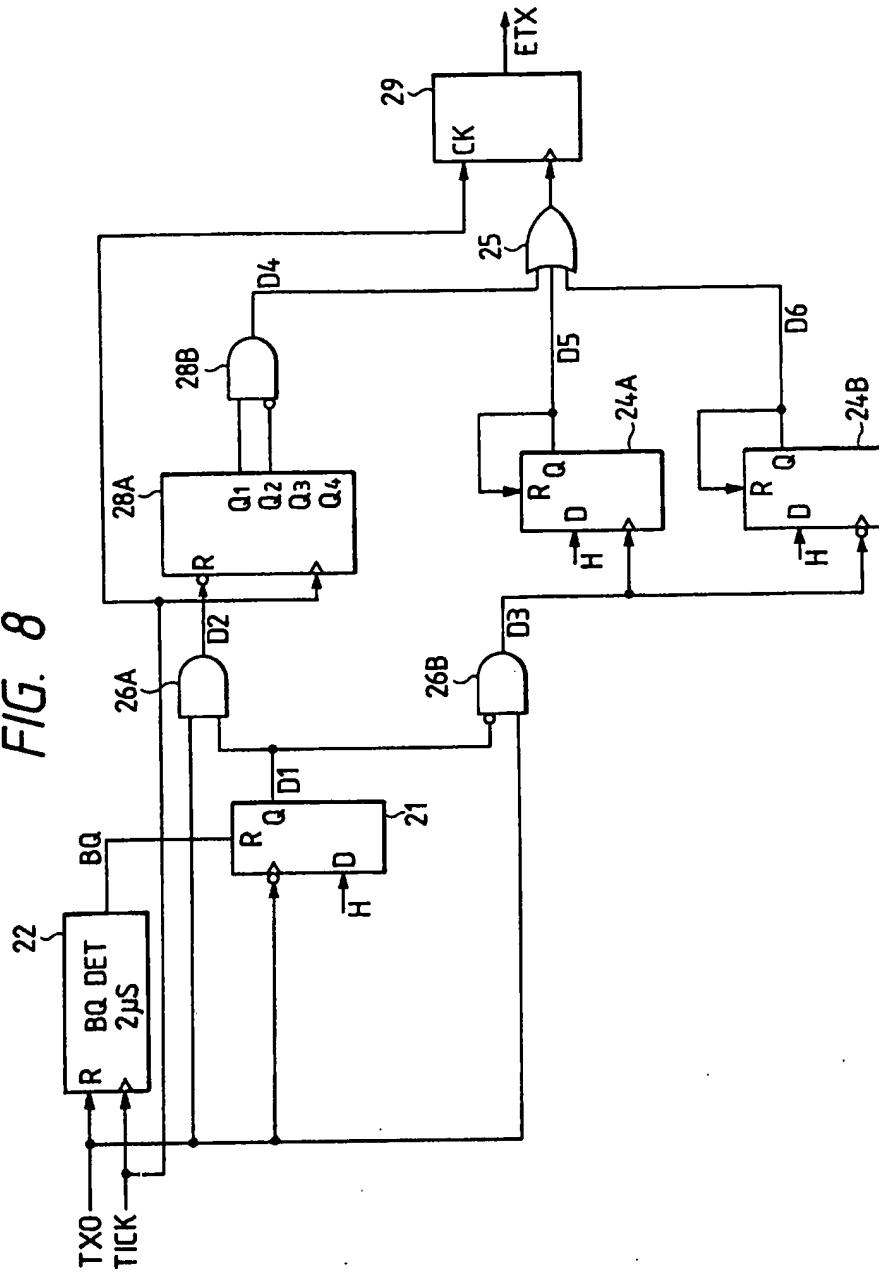 FIG. 8
TXO
TICK
22
R
BQ DET
2µS
BQ
21
R
Q
D
H
D1
26A
D2
26B
D3
28A
R
Q1
Q2
Q3
Q4
28B
D4
24A
R
Q
D
H
D5
24B
R
Q
D
H
D6
25
29
CK
ETX